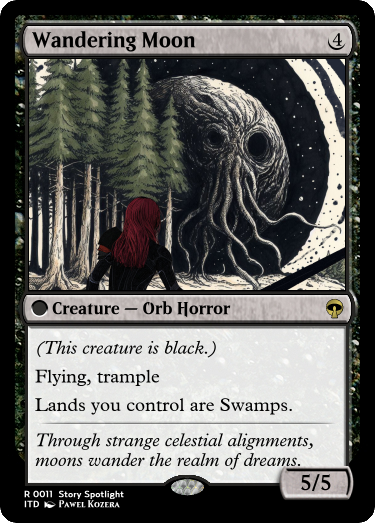 Wandering Moon 4
Creature — Orb Horror
(This creature is black.)
Flying, trample
Lands you control are Swamps.
Through strange celestial alignments,
moons wander the realm of dreams.
5/5
R 0011 Story Spotlight
ITD Pawel Kozera